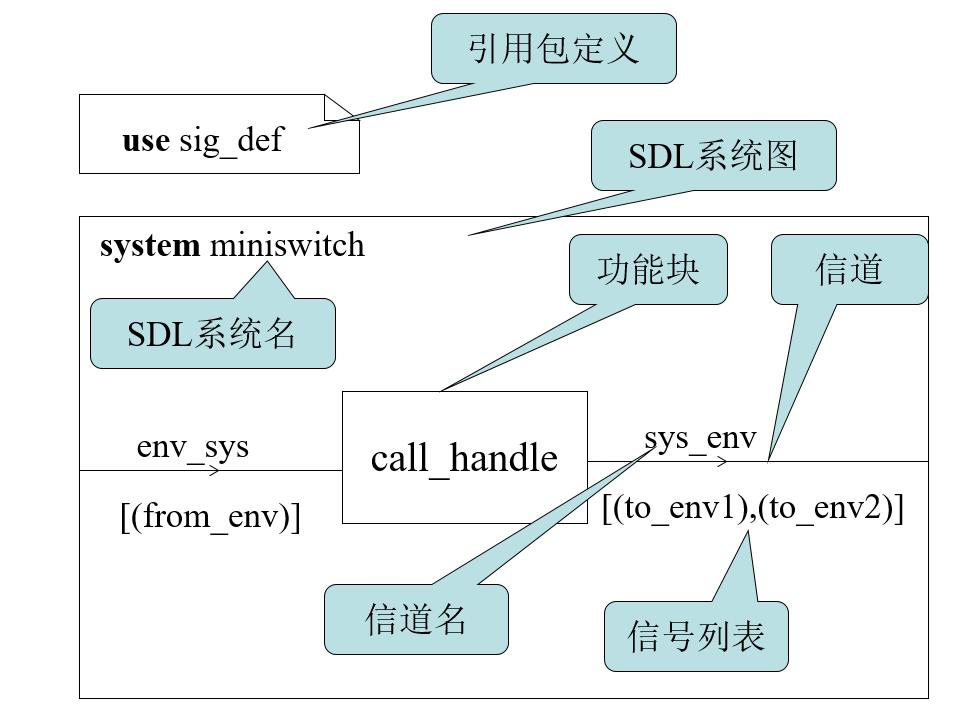 引用包定义
use sig_def
SDL系统图
system miniswitch
功能块
信道
SDL系统名
env_sys
call_handle
sys_env
[(from_env)]
[(to_env1),(to_env2)]
信道名
信号列表